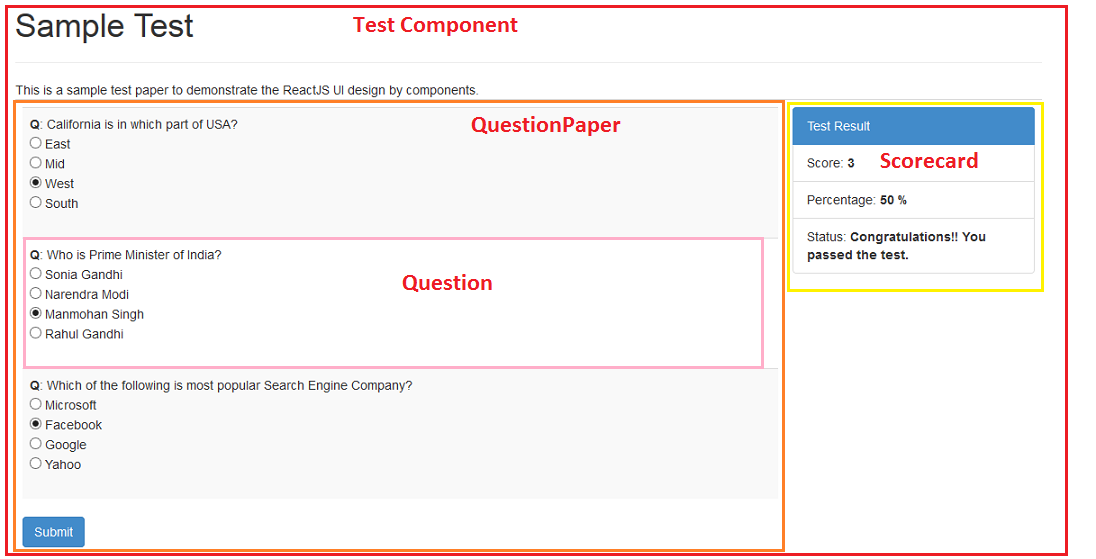 Sample Test
Test Component
This is a sample test paper to demonstrate the ReactJS UI design by components.
QuestionPaper
Q: California is in which part of USA?
East
Mid
West
South
Q: Who is Prime Minister of India?
Sonia Gandhi
Narendra Modi
Manmohan Singh
Rahul Gandhi
Question
Q: Which of the following is most popular Search Engine Company?
Microsoft
Facebook
Google
Yahoo
Submit
Test Result
Score: 3
Scorecard
Percentage: 50 %
Status: Congratulations!! You
passed the test.